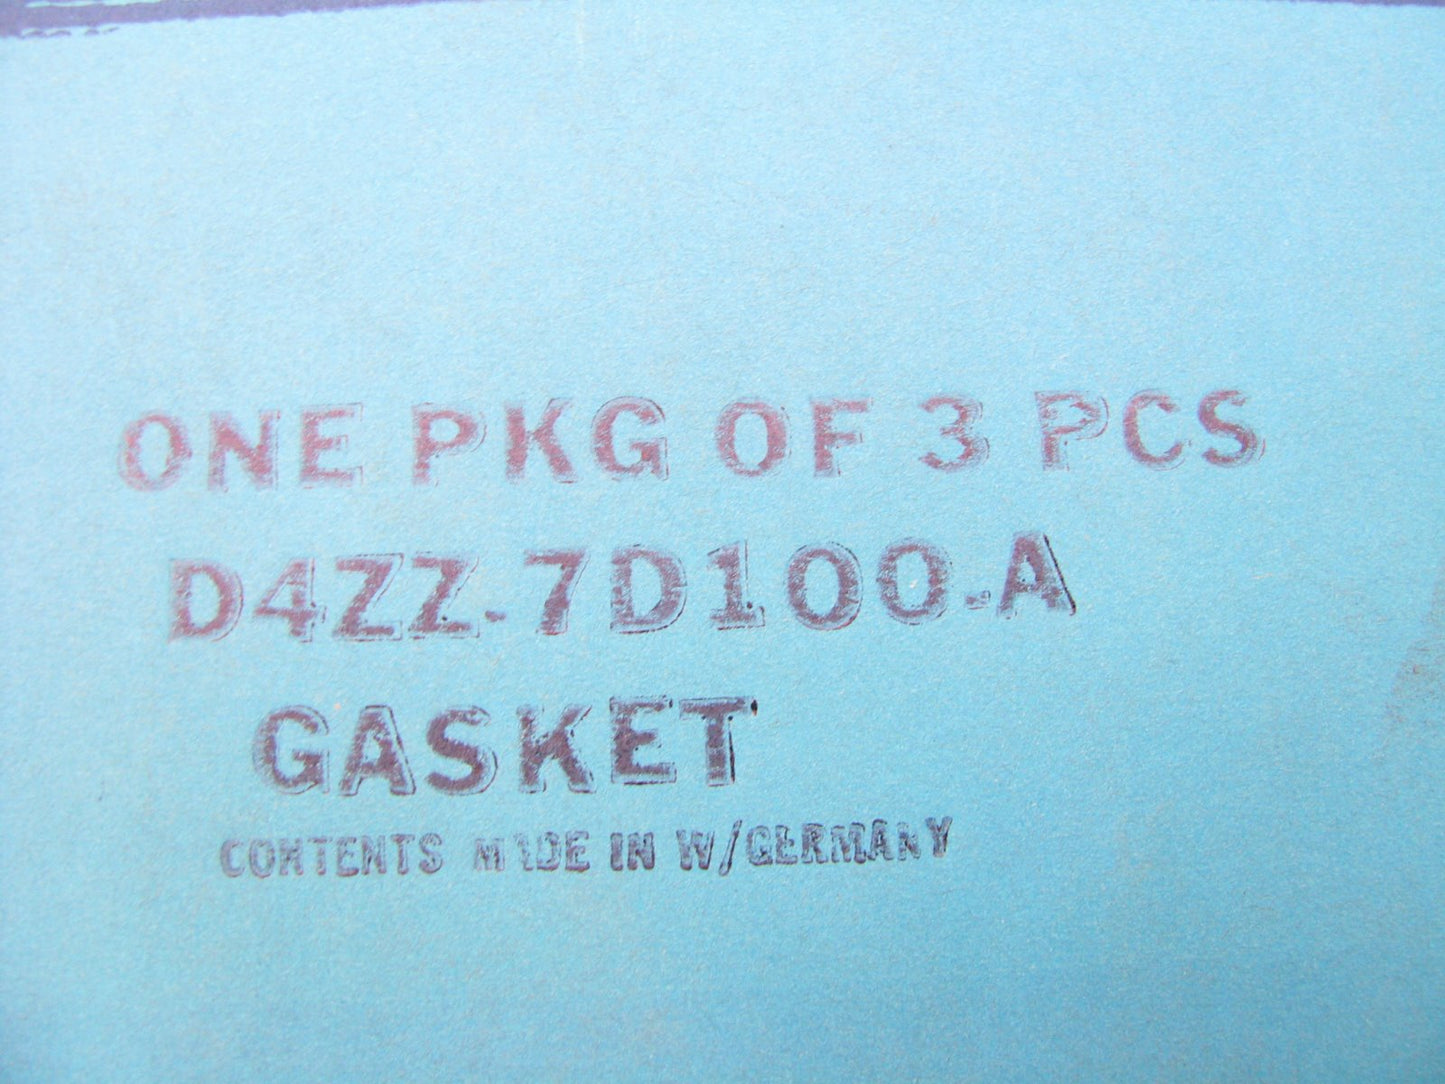 ONE PKG OF 3 PCS
D4ZZ-7D100-A
GASKET
CONTENTS MADE IN W/GERMANY